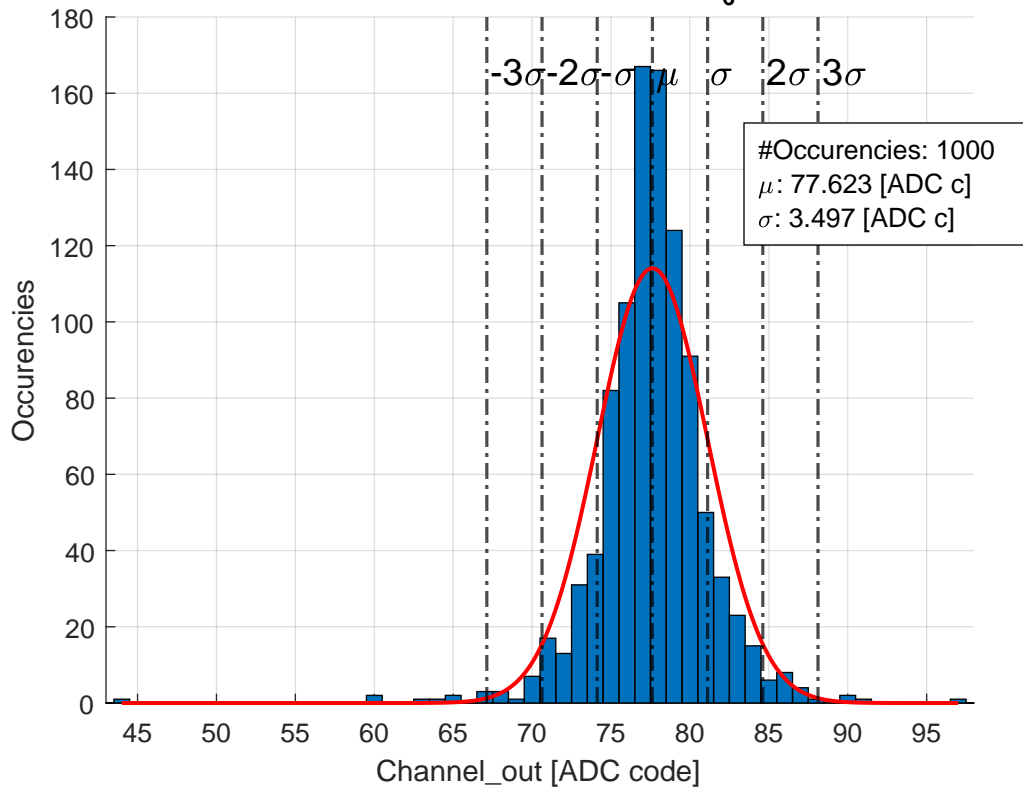 180
160
140
120
100
80
60
40
20
0
Occurencies
-3σ -2σ -σ μ σ 2σ 3σ
#Occurencies: 1000
μ: 77.623 [ADC c]
σ: 3.497 [ADC c]
45 50 55 60 65 70 75 80 85 90 95
Channel_out [ADC code]